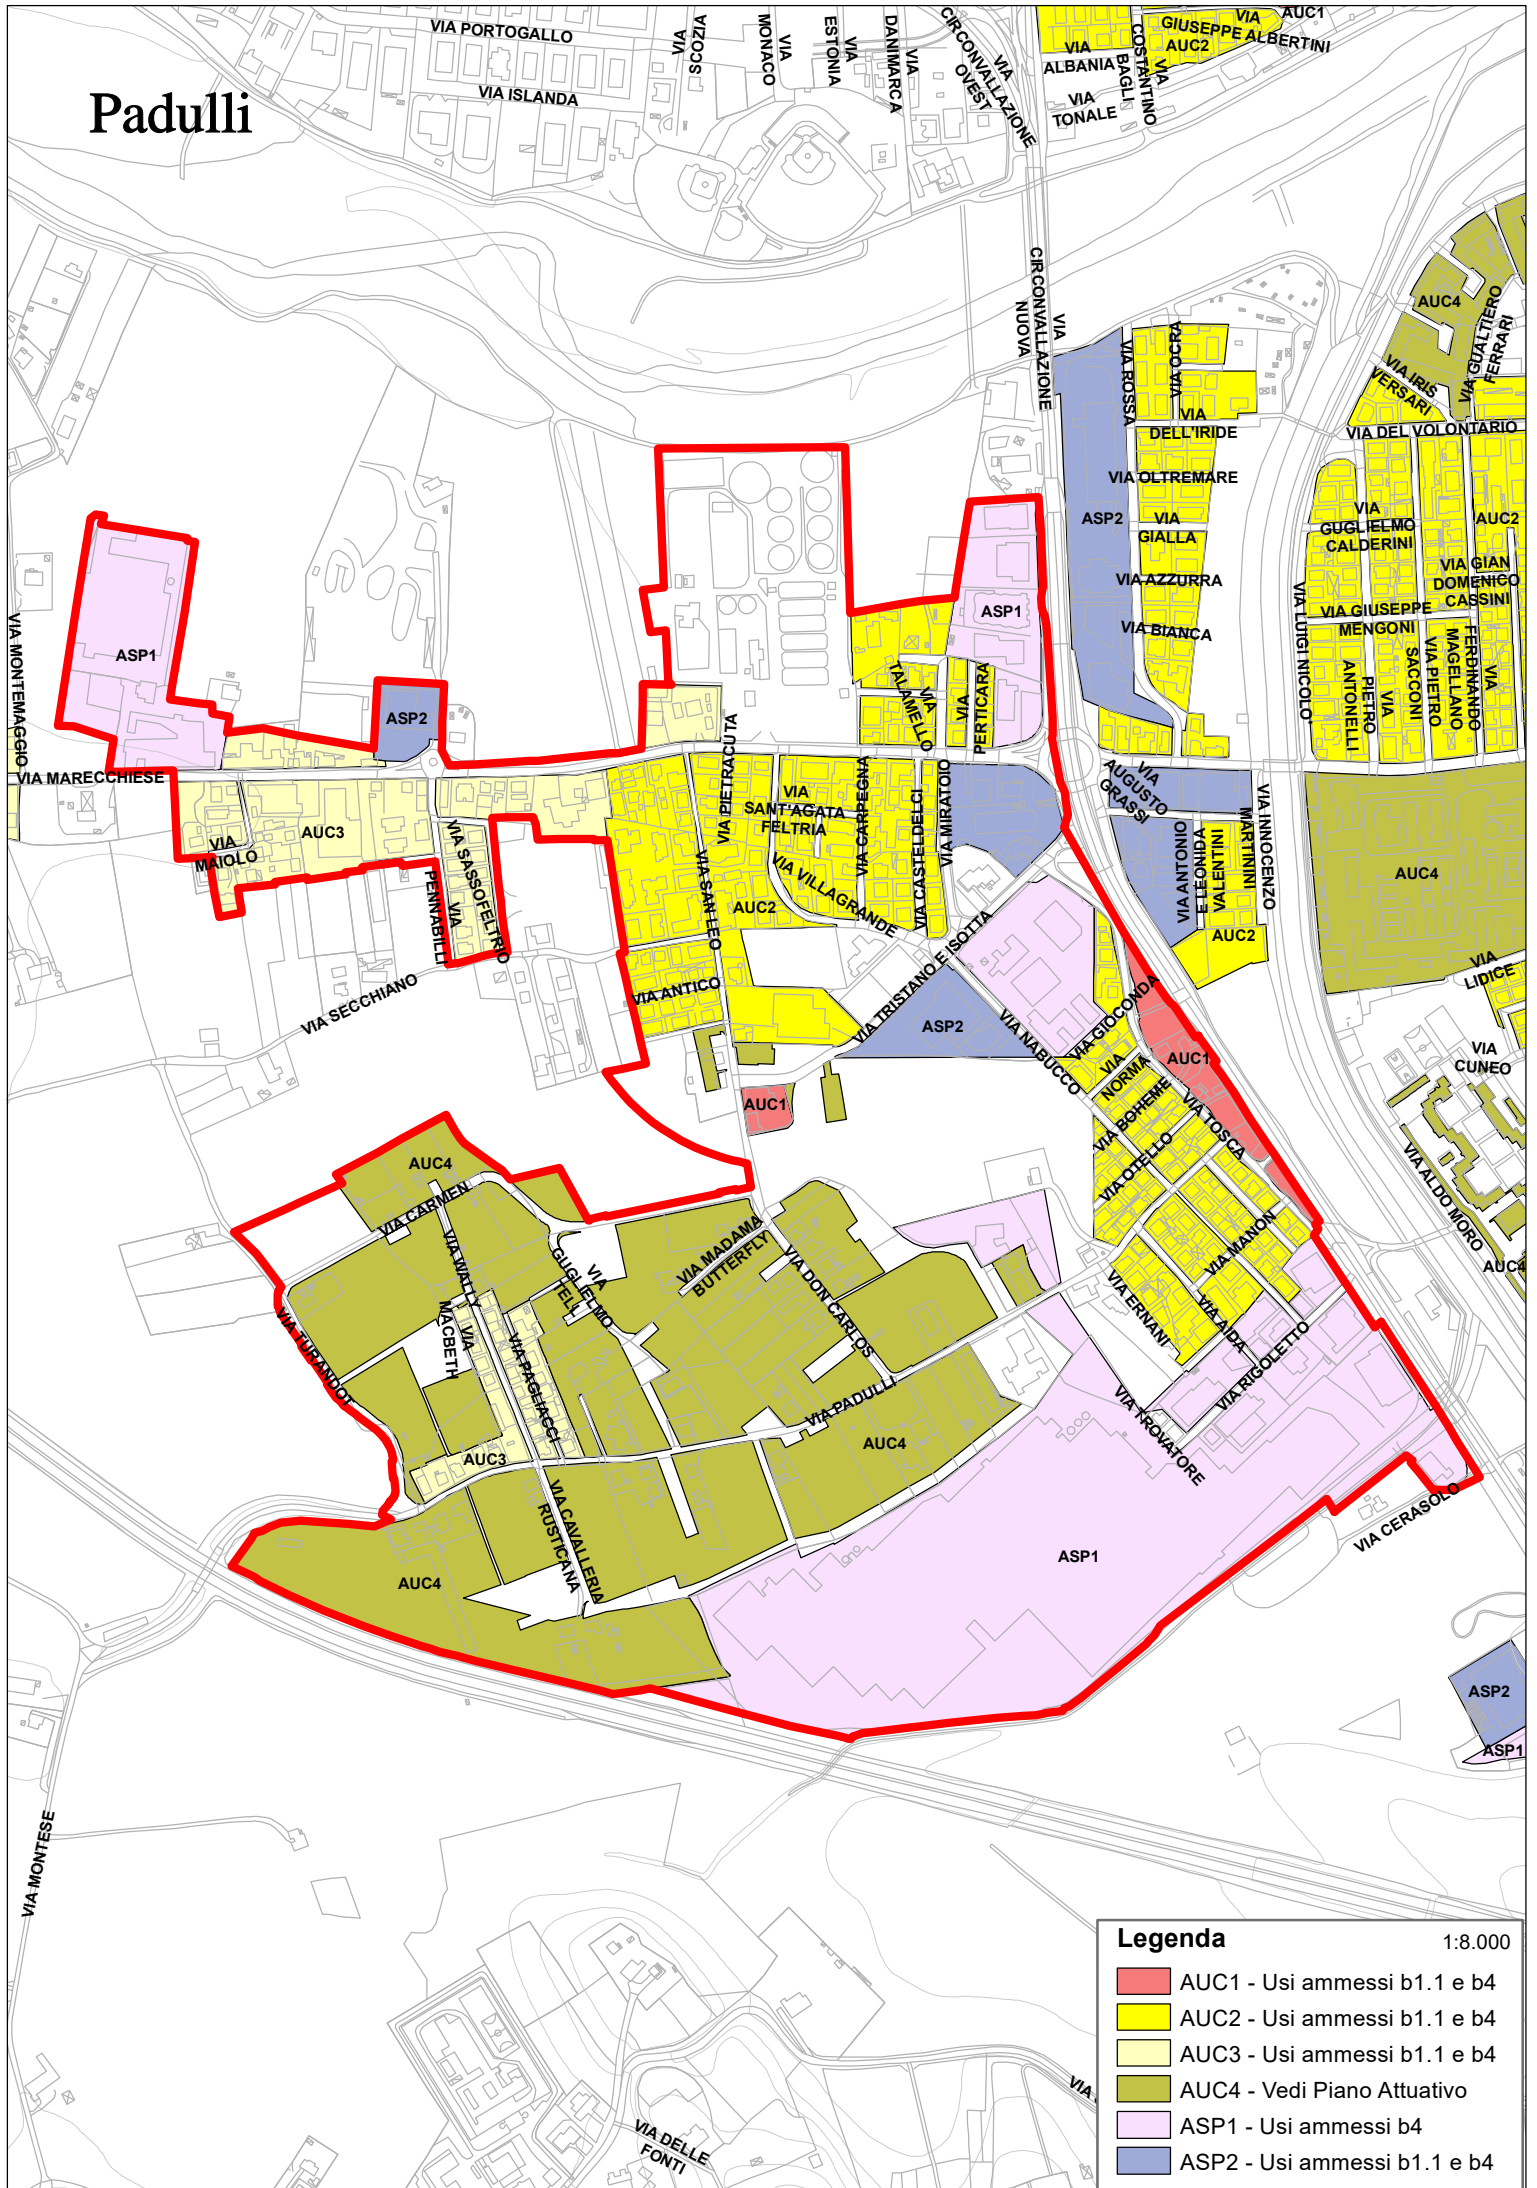 Padulli
VIA PORTOGALLO
VIA ISLANDA
VIA
SCOZIA
VIA
MONACO
VIA
ESTONIA
VIA
DANIMARCA
VIA
CIRCONVALLAZIONE
OVEST
VIA
ALBANIA
VIA
COSTANTINO
BAGLI
AUC2
VIA
GIUSEPPE ALBERTINI
AUC1
VIA
TONALE
VIA
CIRCONVALLAZIONE
NUOVA
AUC4
VIA GUALTIERO
FERRARI
VIA IRIS
VERSARI
VIA DEL VOLONTARIO
VIA ROSSA
VIA OCRA
VIA
DELL'IRIDE
VIA OLTREMARE
ASP2
VIA
GIALLA
VIA AZZURRA
VIA BIANCA
VIA
GUGLIELMO
CALDERINI
AUC2
VIA GIAN
DOMENICO
CASSINI
VIA GIUSEPPE
MENGONI
VIA LUIGI NICOLO'
PIETRO
ANTONELLI
VIA
SACCONI
VIA PIETRO
MAGELLANO
FERDINANDO
VIA
VIA MONTEMAGGIO
ASP1
ASP2
ASP1
VIA
TALAMELLO
VIA
PERTICARA
VIA MARECCHIESE
AUC3
VIA
MAIOLO
VIA SASSOFELTRIO
VIA
PENNABILLI
VIA SECCHIANO
VIA PIETRACUTA
VIA
SANT'AGATA
FELTRIA
VIA CARPEGNA
VIA CASTELDELCI
VIA MIRATOIO
VIA VILLAGRANDE
VIA SAN LEO
AUC2
VIA ANTICO
VIA TRISTANO E ISOTTA
VIA
AUGUSTO
GRASSI
VIA ANTONIO
E LEONIDA
VALENTINI
VIA INNOCENZO
MARTININI
AUC2
AUC4
VIA
LIDICE
VIA
CUNEO
ASP2
VIA NABUCCO
VIA GIOCONDA
AUC1
VIA
NORMA
VIA BOHEME
VIA TOSCA
VIA OTELLO
VIA MANON
VIA ERNANI
VIA AIDA
VIA RIGOLETTO
VIA TROVATORE
VIA ALDO MORO
AUC4
AUC1
AUC4
VIA CARMEN
VIA WALLY
VIA
GUGLIELMO
TELL
VIA MADAMA
BUTTERFLY
VIA DON CARLOS
VIA TURANDOT
VIA
MACBETH
VIA PAGLIACCI
AUC3
VIA PADULLI
AUC4
AUC4
VIA CAVALLERIA
RUSTICANA
ASP1
VIA CERASOLO
ASP2
ASP1
VIA MONTESE
VIA DELLE
FONTI
VIA
Legenda
1:8.000
AUC1 - Usi ammessi b1.1 e b4
AUC2 - Usi ammessi b1.1 e b4
AUC3 - Usi ammessi b1.1 e b4
AUC4 - Vedi Piano Attuativo
ASP1 - Usi ammessi b4
ASP2 - Usi ammessi b1.1 e b4